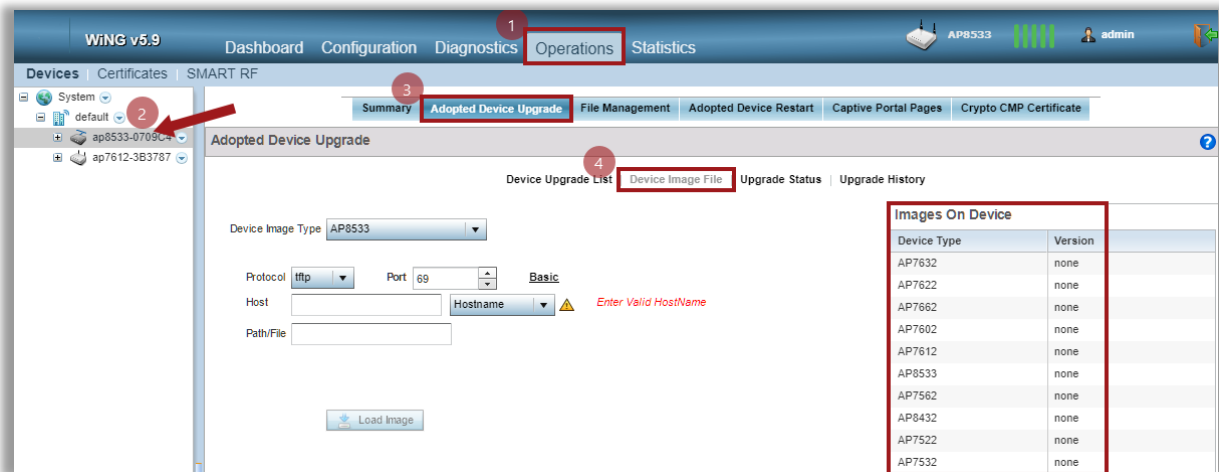 1
WiNG v5.9
Dashboard Configuration Diagnostics Operations Statistics
AP8533
admin
Devices | Certificates | SMART RF
System
default
2
ap8533-0709C4
ap7612-3B3787
3
Summary Adopted Device Upgrade File Management Adopted Device Restart Captive Portal Pages Crypto CMP Certificate
Adopted Device Upgrade
?
4
Device Upgrade List | Device Image File | Upgrade Status | Upgrade History
Device Image Type AP8533
Protocol tftp Port 69 Basic
Host Hostname Enter Valid HostName
Path/File
Load Image
Images On Device
Device Type Version
AP7632 none
AP7622 none
AP7662 none
AP7602 none
AP7612 none
AP8533 none
AP7562 none
AP8432 none
AP7522 none
AP7532 none